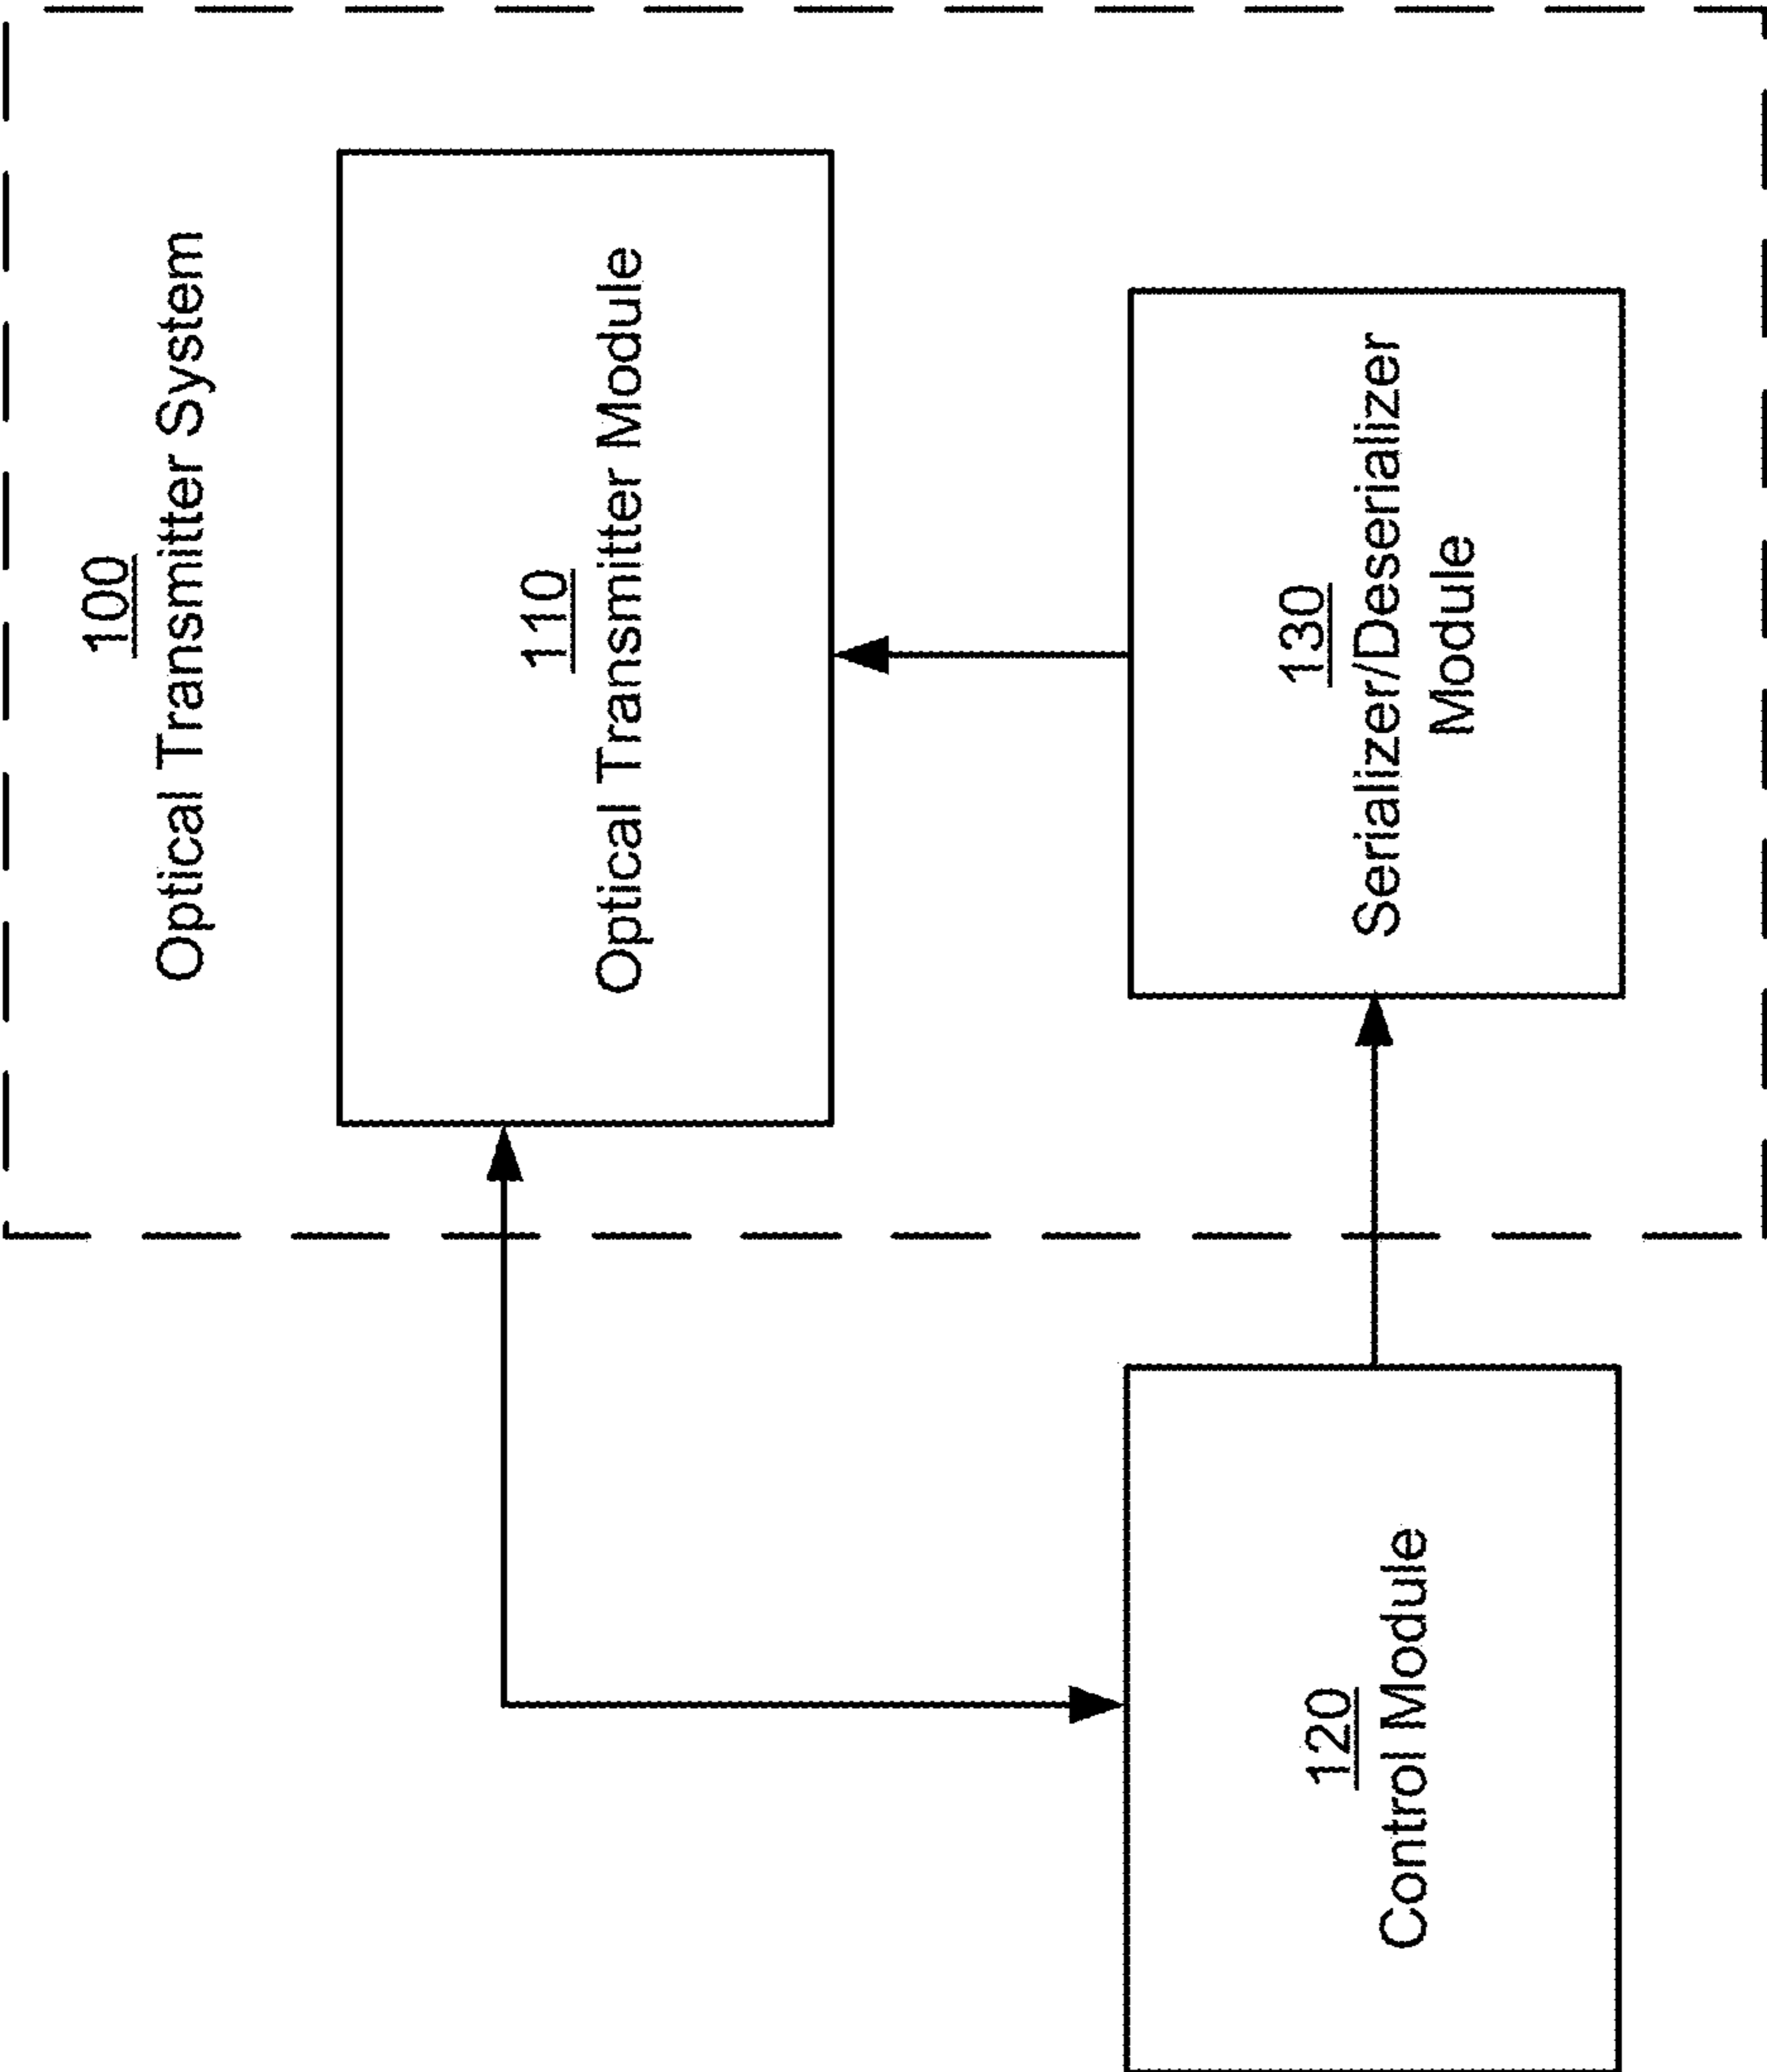 100
Optical Transmitter System
110
Optical Transmitter Module
120
Control Module
130
Serializer/Deserializer
Module